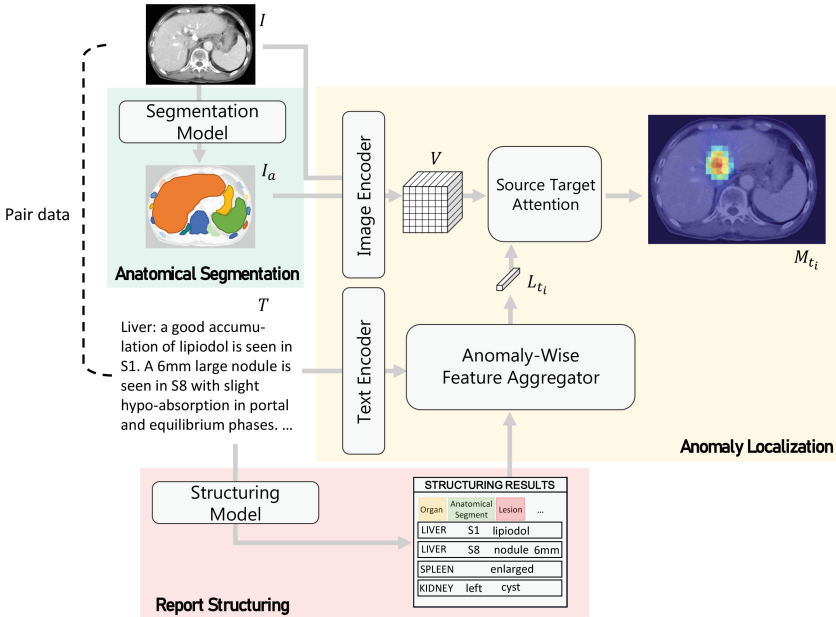 I
Segmentation
Model
I_a
Anatomical Segmentation
Pair data
T
Liver: a good accumu-
lation of lipiodol is seen in
S1. A 6mm large nodule is
seen in S8 with slight
hypo-absorption in portal
and equilibrium phases. ...
Image Encoder
V
Source Target
Attention
M_{t_i}
L_{t_i}
Text Encoder
Anomaly-Wise
Feature Aggregator
Anomaly Localization
Structuring
Model
STRUCTURING RESULTS
Organ Anatomical Segment Lesion ...
LIVER S1 lipiodol
LIVER S8 nodule 6mm
SPLEEN enlarged
KIDNEY left cyst
Report Structuring